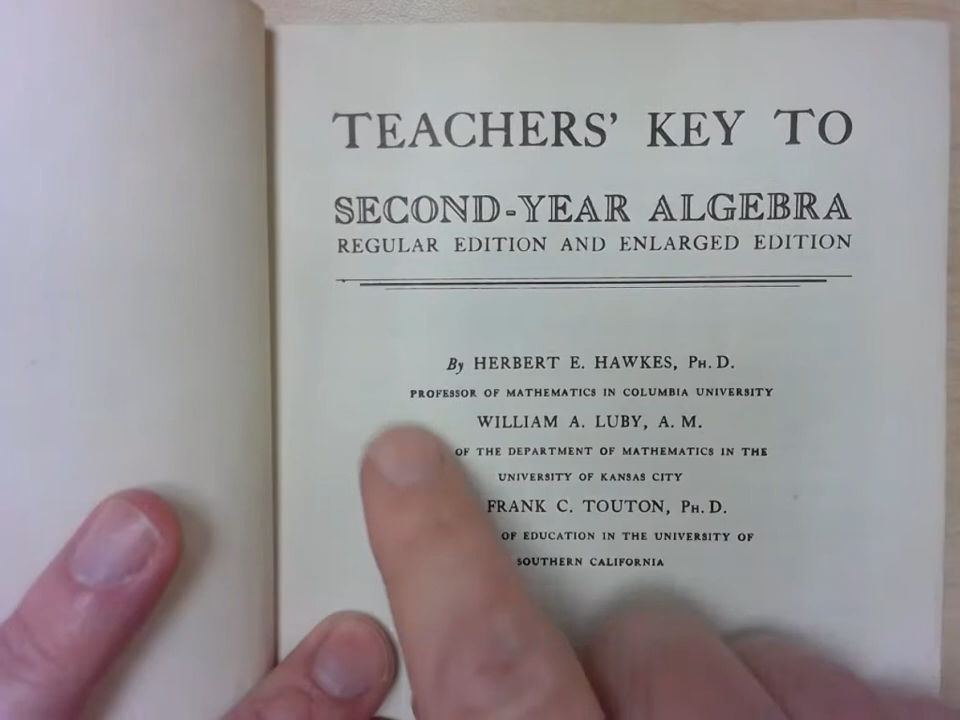 TEACHERS' KEY TO
SECOND-YEAR ALGEBRA
REGULAR EDITION AND ENLARGED EDITION
By HERBERT E. HAWKES, PH. D.
PROFESSOR OF MATHEMATICS IN COLUMBIA UNIVERSITY
WILLIAM A. LUBY, A. M.
OF THE DEPARTMENT OF MATHEMATICS IN THE
UNIVERSITY OF KANSAS CITY
FRANK C. TOUTON, PH. D.
OF EDUCATION IN THE UNIVERSITY OF
SOUTHERN CALIFORNIA